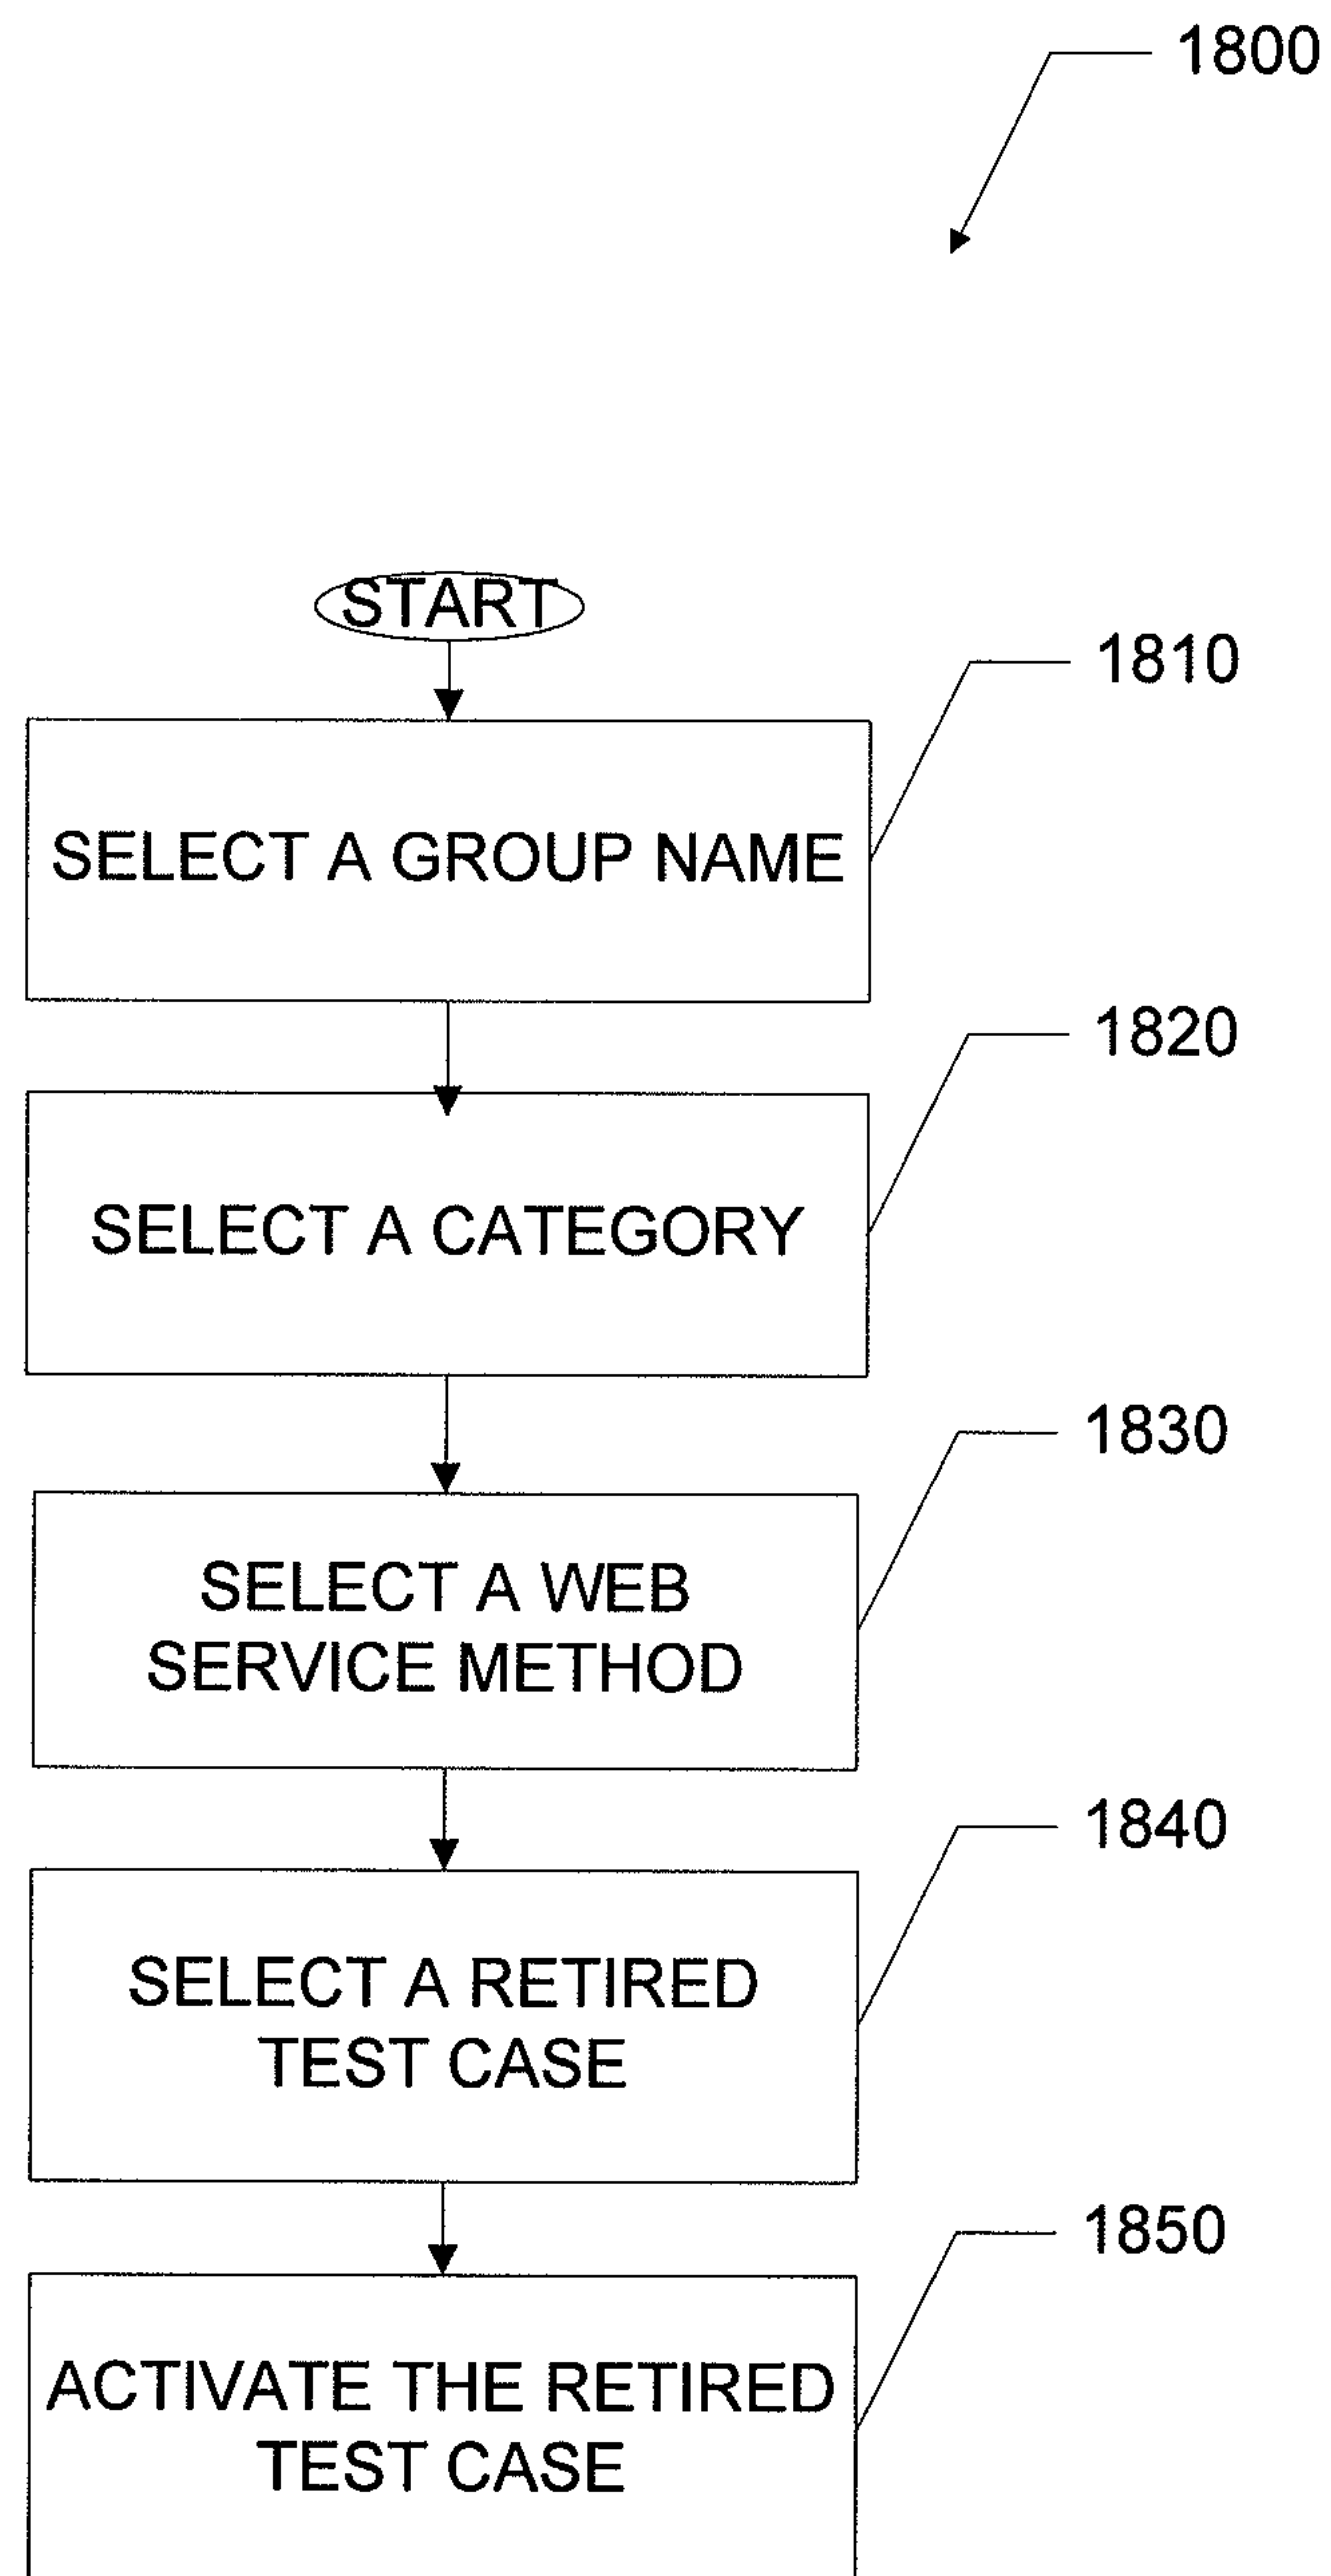 1800
START
1810
SELECT A GROUP NAME
1820
SELECT A CATEGORY
1830
SELECT A WEB
SERVICE METHOD
1840
SELECT A RETIRED
TEST CASE
1850
ACTIVATE THE RETIRED
TEST CASE